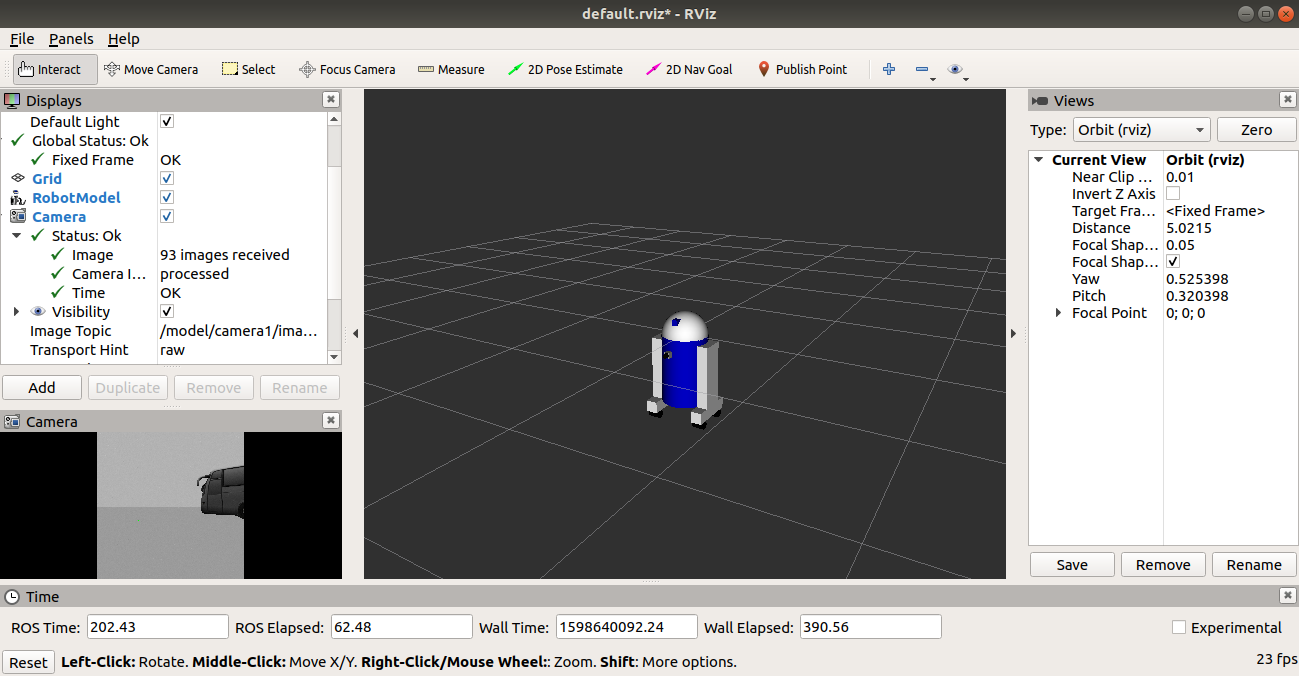 default.rviz* - RViz
File Panels Help
Interact Move Camera Select Focus Camera Measure 2D Pose Estimate 2D Nav Goal Publish Point
Displays
Default Light
Global Status: Ok
Fixed Frame OK
Grid
RobotModel
Camera
Status: Ok
Image 93 images received
Camera I... processed
Time OK
Visibility
Image Topic /model/camera1/ima...
Transport Hint raw
Add Duplicate Remove Rename
Camera
Views
Type: Orbit (rviz) Zero
Current View Orbit (rviz)
Near Clip ... 0.01
Invert Z Axis
Target Fra... <Fixed Frame>
Distance 5.0215
Focal Shap... 0.05
Focal Shap...
Yaw 0.525398
Pitch 0.320398
Focal Point 0; 0; 0
Save Remove Rename
Time
ROS Time: 202.43 ROS Elapsed: 62.48 Wall Time: 1598640092.24 Wall Elapsed: 390.56 Experimental
Reset Left-Click: Rotate. Middle-Click: Move X/Y. Right-Click/Mouse Wheel:: Zoom. Shift: More options. 23 fps